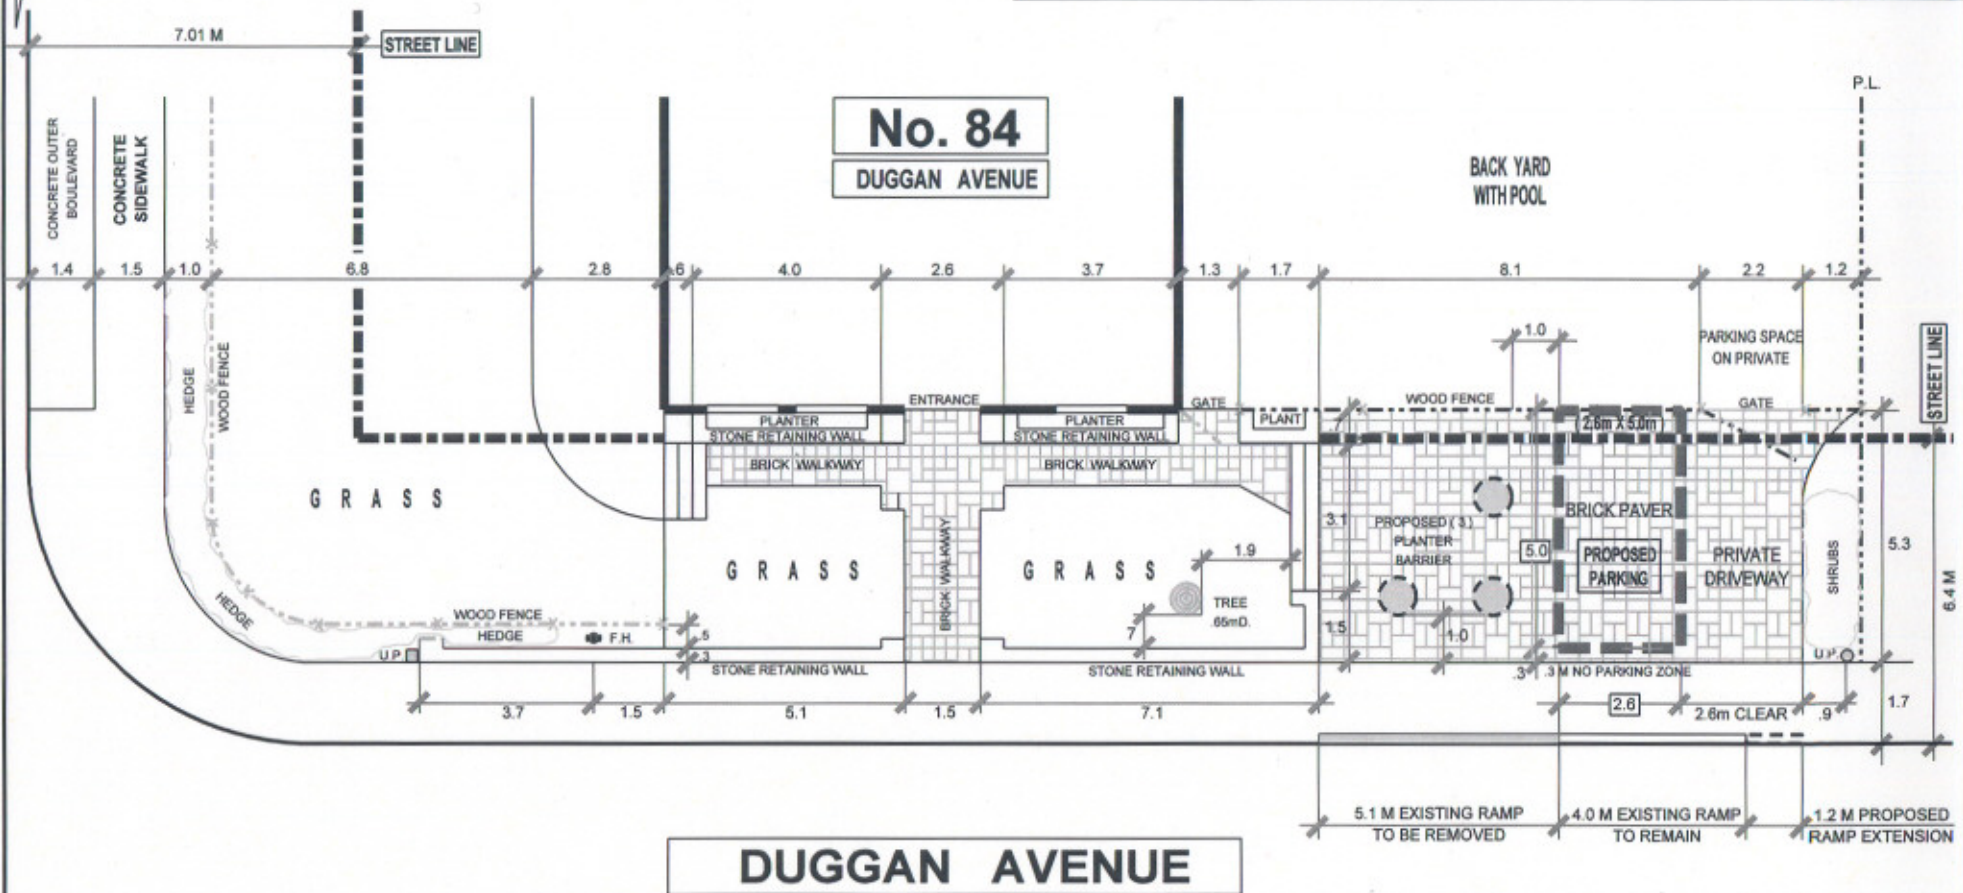 7.01 M
STREET LINE
No. 84
DUGGAN AVENUE
P.L.
CONCRETE OUTER
BOULEVARD
CONCRETE
SIDEWALK
BACK YARD
WITH POOL
1.4
1.5
1.0
6.8
2.8
.6
4.0
2.6
3.7
1.3
1.7
8.1
2.2
1.2
1.0
PARKING SPACE
ON PRIVATE
STREET LINE
HEDGE
WOOD FENCE
ENTRANCE
GATE
WOOD FENCE
GATE
PLANTER
PLANTER
PLANT
STONE RETAINING WALL
STONE RETAINING WALL
( 2.6m X 5.0m )
BRICK WALKWAY
BRICK WALKWAY
GRASS
BRICK PAVER
3.1
PROPOSED ( 3 )
PLANTER
BARRIER
5.0
PROPOSED
PARKING
PRIVATE
DRIVEWAY
SHRUBS
5.3
6.4 M
GRASS
BRICK WALKWAY
GRASS
1.9
TREE
.65mD.
7
1.5
1.0
HEDGE
WOOD FENCE
HEDGE
F.H.
U.P.
.5
.3
STONE RETAINING WALL
STONE RETAINING WALL
.3
.3 M NO PARKING ZONE
U.P.
3.7
1.5
5.1
1.5
7.1
2.6
2.6m CLEAR
.9
1.7
5.1 M EXISTING RAMP
TO BE REMOVED
4.0 M EXISTING RAMP
TO REMAIN
1.2 M PROPOSED
RAMP EXTENSION
DUGGAN AVENUE